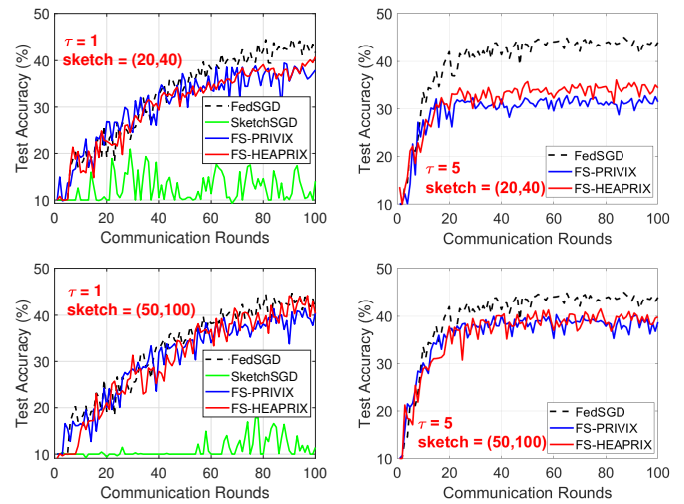 50
40
30
20
10
Test Accuracy (%)
τ = 1
sketch = (20,40)
FedSGD
SketchSGD
FS-PRIVIX
FS-HEAPRIX
0 20 40 60 80 100
Communication Rounds
50
40
30
20
10
Test Accuracy (%)
τ = 5
sketch = (20,40)
FedSGD
FS-PRIVIX
FS-HEAPRIX
0 20 40 60 80 100
Communication Rounds
50
40
30
20
10
Test Accuracy (%)
τ = 1
sketch = (50,100)
FedSGD
SketchSGD
FS-PRIVIX
FS-HEAPRIX
0 20 40 60 80 100
Communication Rounds
50
40
30
20
10
Test Accuracy (%)
τ = 5
sketch = (50,100)
FedSGD
FS-PRIVIX
FS-HEAPRIX
0 20 40 60 80 100
Communication Rounds